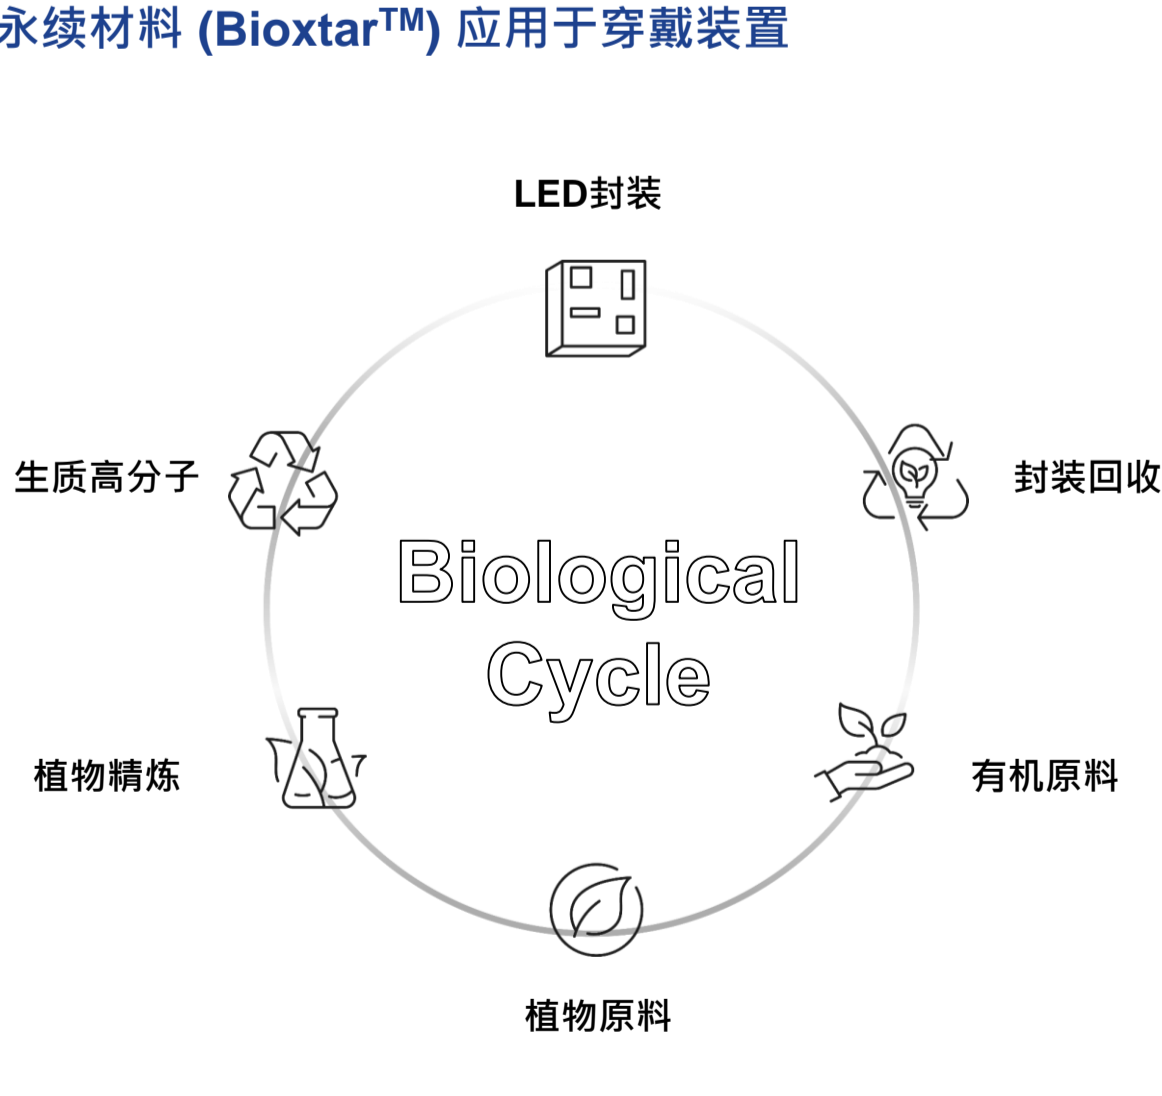 永续材料 (Bioxtar™) 应用于穿戴装置
LED封装
生质高分子
封装回收
Biological
Cycle
植物精炼
有机原料
植物原料